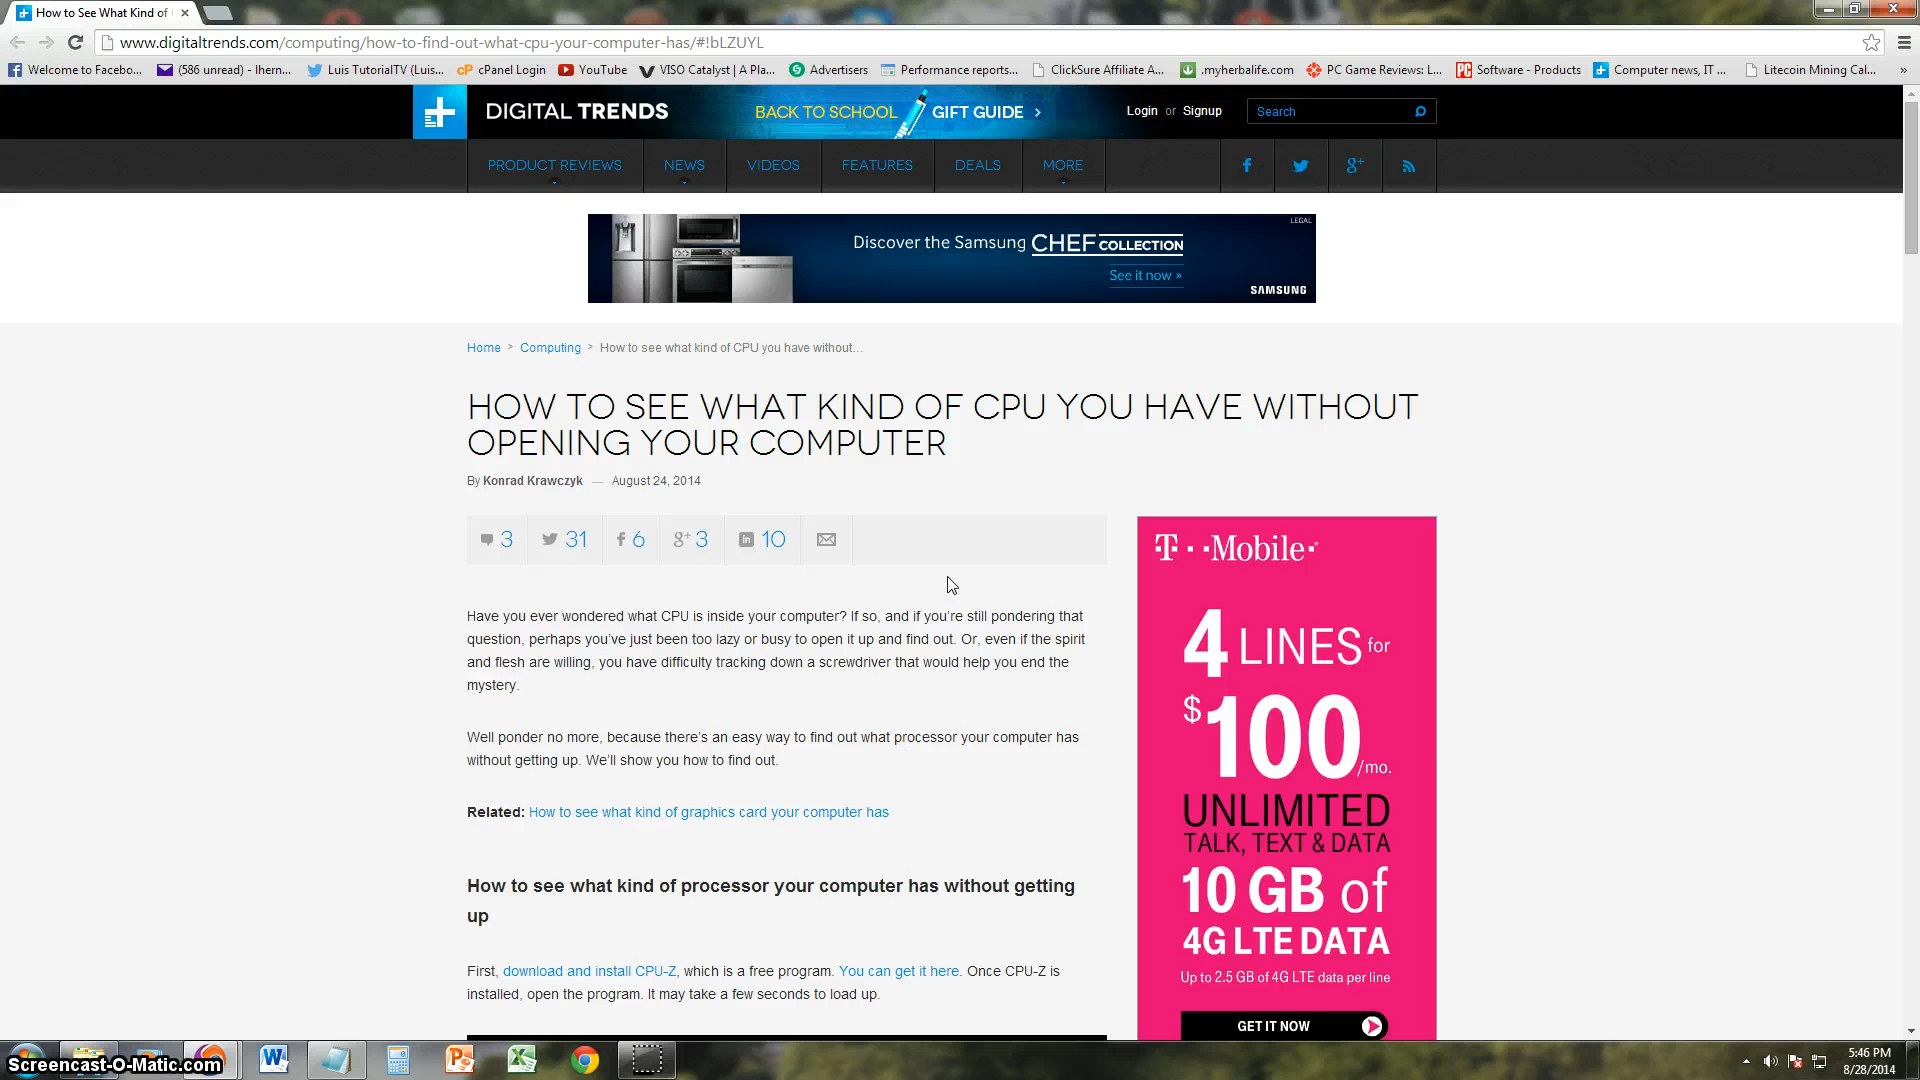 How to See What Kind of
www.digitaltrends.com/computing/how-to-find-out-what-cpu-your-computer-has/#!bLZUYL
Welcome to Facebo...
(586 unread) - lhern...
Luis TutorialTV (Luis...
cPanel Login
YouTube
VISO Catalyst | A Pla...
Advertisers
Performance reports...
ClickSure Affiliate A...
.myherbalife.com
PC Game Reviews: L...
Software - Products
Computer news, IT ...
Litecoin Mining Cal...
DIGITAL TRENDS
BACK TO SCHOOL GIFT GUIDE
Login or Signup
Search
PRODUCT REVIEWS
NEWS
VIDEOS
FEATURES
DEALS
MORE
LEGAL
Discover the Samsung CHEF COLLECTION
See it now »
SAMSUNG
Home > Computing > How to see what kind of CPU you have without...
HOW TO SEE WHAT KIND OF CPU YOU HAVE WITHOUT
OPENING YOUR COMPUTER
By Konrad Krawczyk — August 24, 2014
3
31
6
3
10
Have you ever wondered what CPU is inside your computer? If so, and if you're still pondering that
question, perhaps you've just been too lazy or busy to open it up and find out. Or, even if the spirit
and flesh are willing, you have difficulty tracking down a screwdriver that would help you end the
mystery.
Well ponder no more, because there's an easy way to find out what processor your computer has
without getting up. We'll show you how to find out.
Related: How to see what kind of graphics card your computer has
How to see what kind of processor your computer has without getting
up
First, download and install CPU-Z, which is a free program. You can get it here. Once CPU-Z is
installed, open the program. It may take a few seconds to load up.
T··Mobile·
4 LINES for
$100/mo.
UNLIMITED
TALK, TEXT & DATA
10 GB of
4G LTE DATA
Up to 2.5 GB of 4G LTE data per line
GET IT NOW
Screencast-O-Matic.com
5:46 PM
8/28/2014